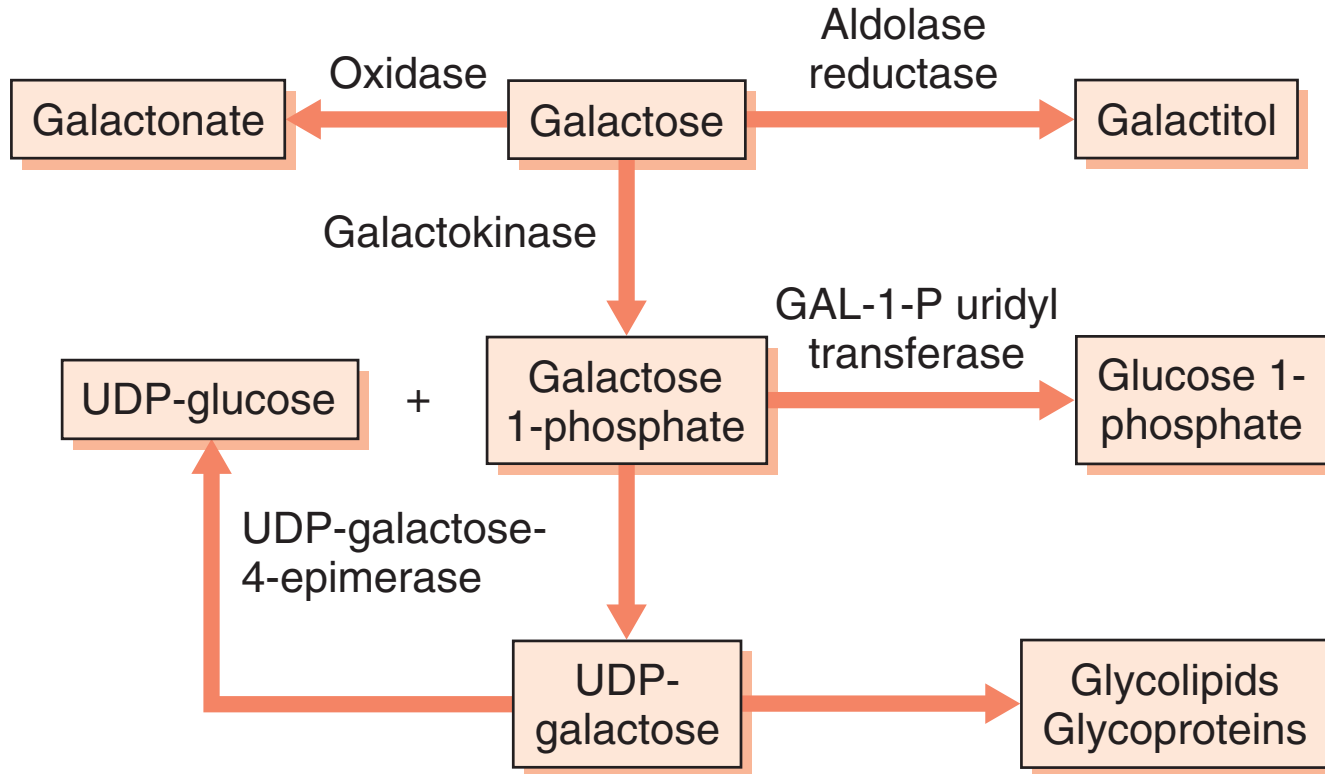 Oxidase
Aldolase
reductase
Galactonate
Galactose
Galactitol
Galactokinase
GAL-1-P uridyl
transferase
UDP-glucose
+
Galactose
1-phosphate
Glucose 1-
phosphate
UDP-galactose-
4-epimerase
UDP-
galactose
Glycolipids
Glycoproteins